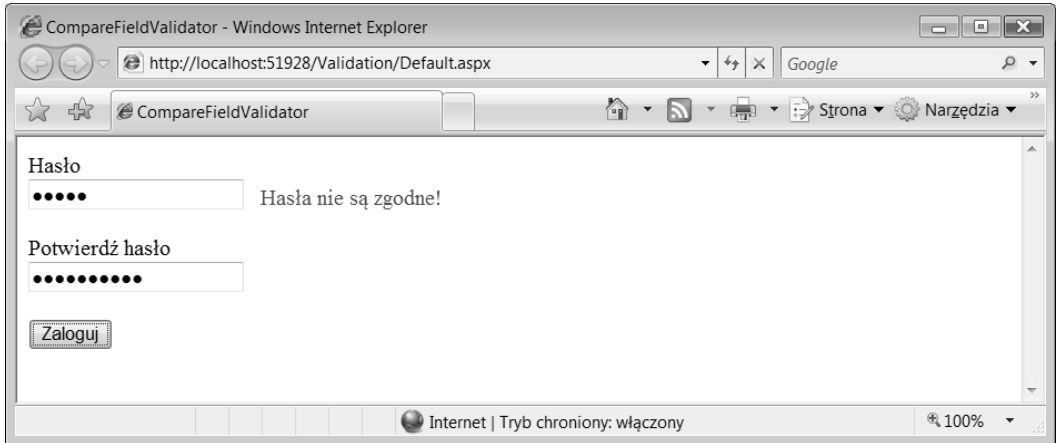 CompareFieldValidator - Windows Internet Explorer
http://localhost:51928/Validation/Default.aspx
Google
CompareFieldValidator
Strona
Narzędzia
Hasło
●●●●●
Hasła nie są zgodne!
Potwierdź hasło
●●●●●●●●●●
Zaloguj
Internet | Tryb chroniony: włączony
100%